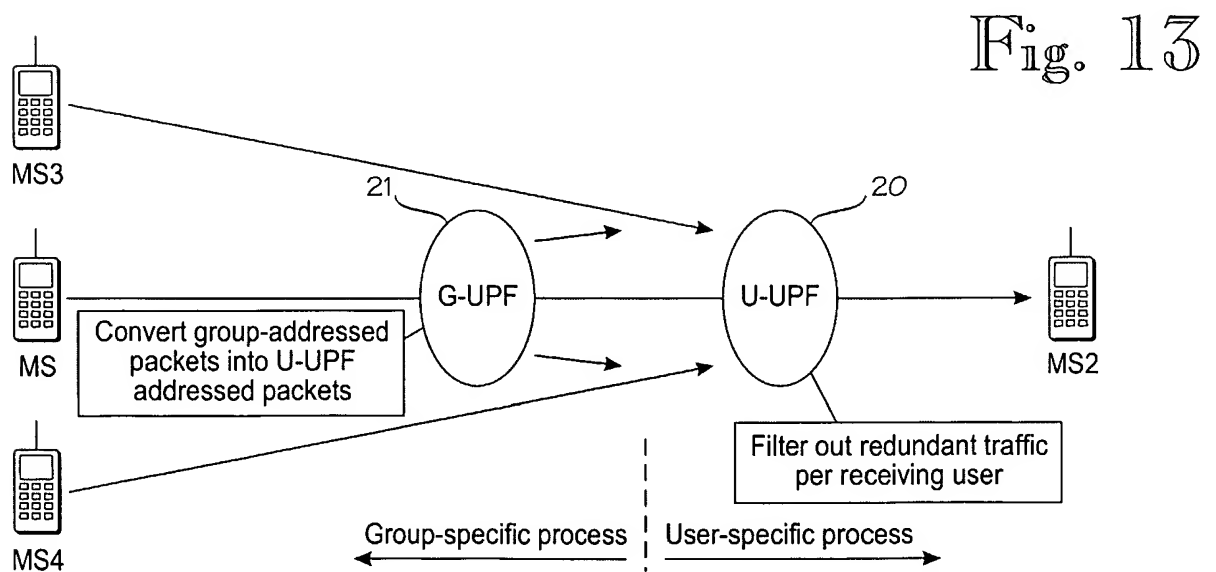 Fig. 13
MS3
21
20
MS
G-UPF
U-UPF
MS2
Convert group-addressed
packets into U-UPF
addressed packets
Filter out redundant traffic
per receiving user
MS4
Group-specific process
User-specific process